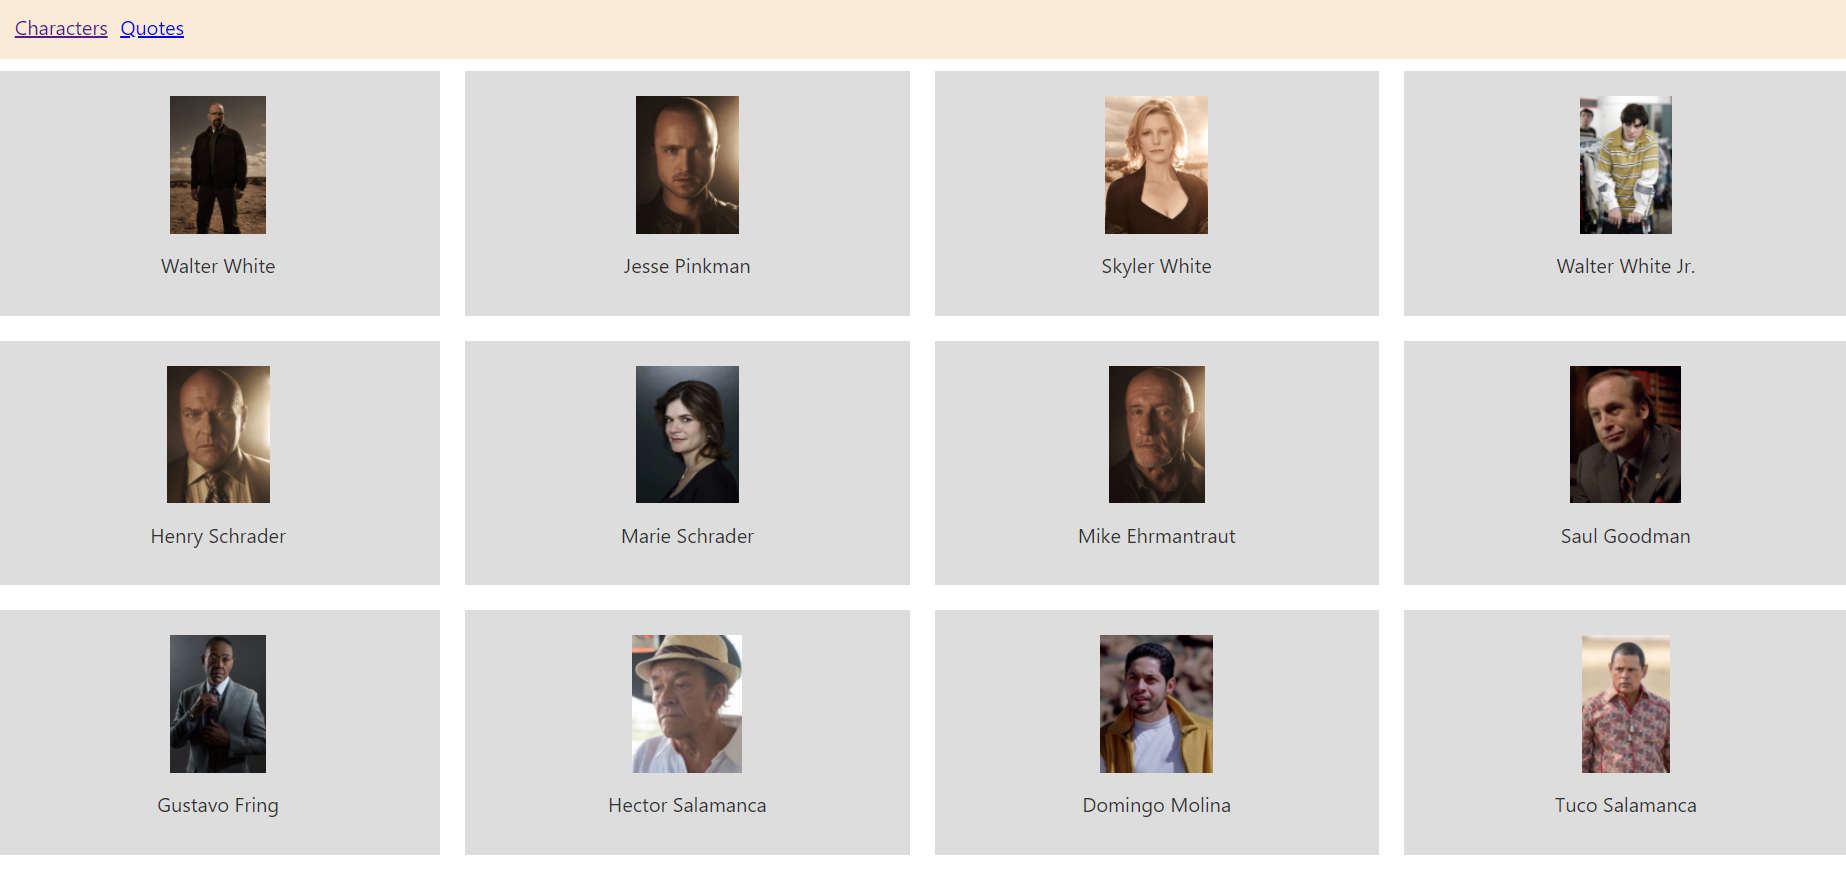 Characters Quotes
Walter White
Jesse Pinkman
Skyler White
Walter White Jr.
Henry Schrader
Marie Schrader
Mike Ehrmantraut
Saul Goodman
Gustavo Fring
Hector Salamanca
Domingo Molina
Tuco Salamanca